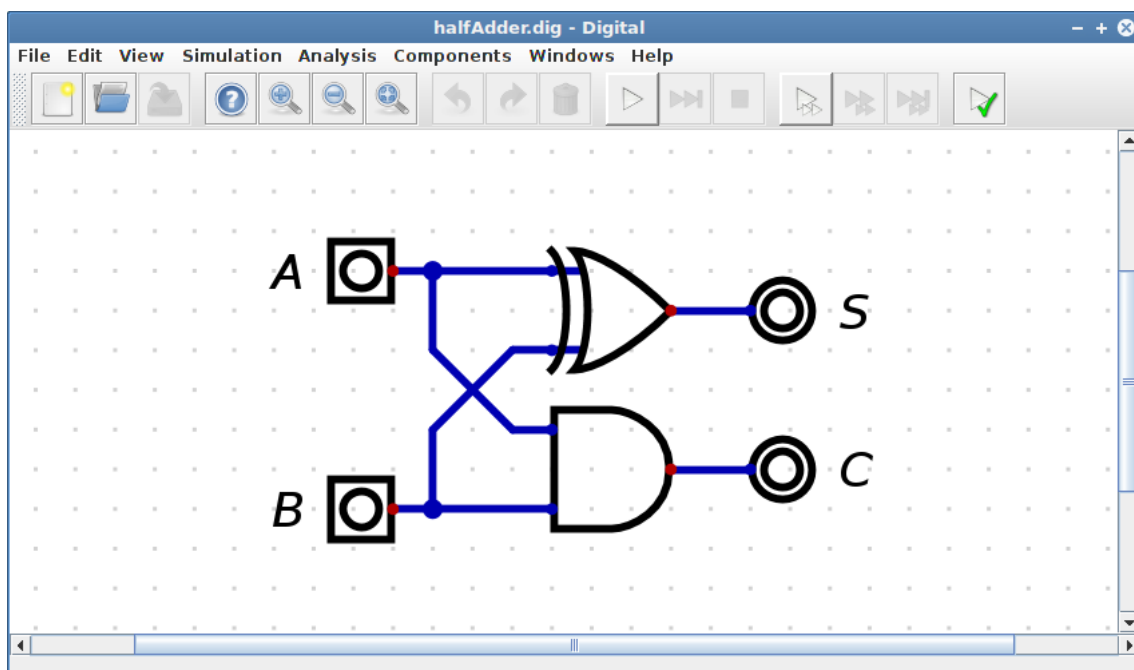 halfAdder.dig - Digital
File Edit View Simulation Analysis Components Windows Help
A
S
B
C